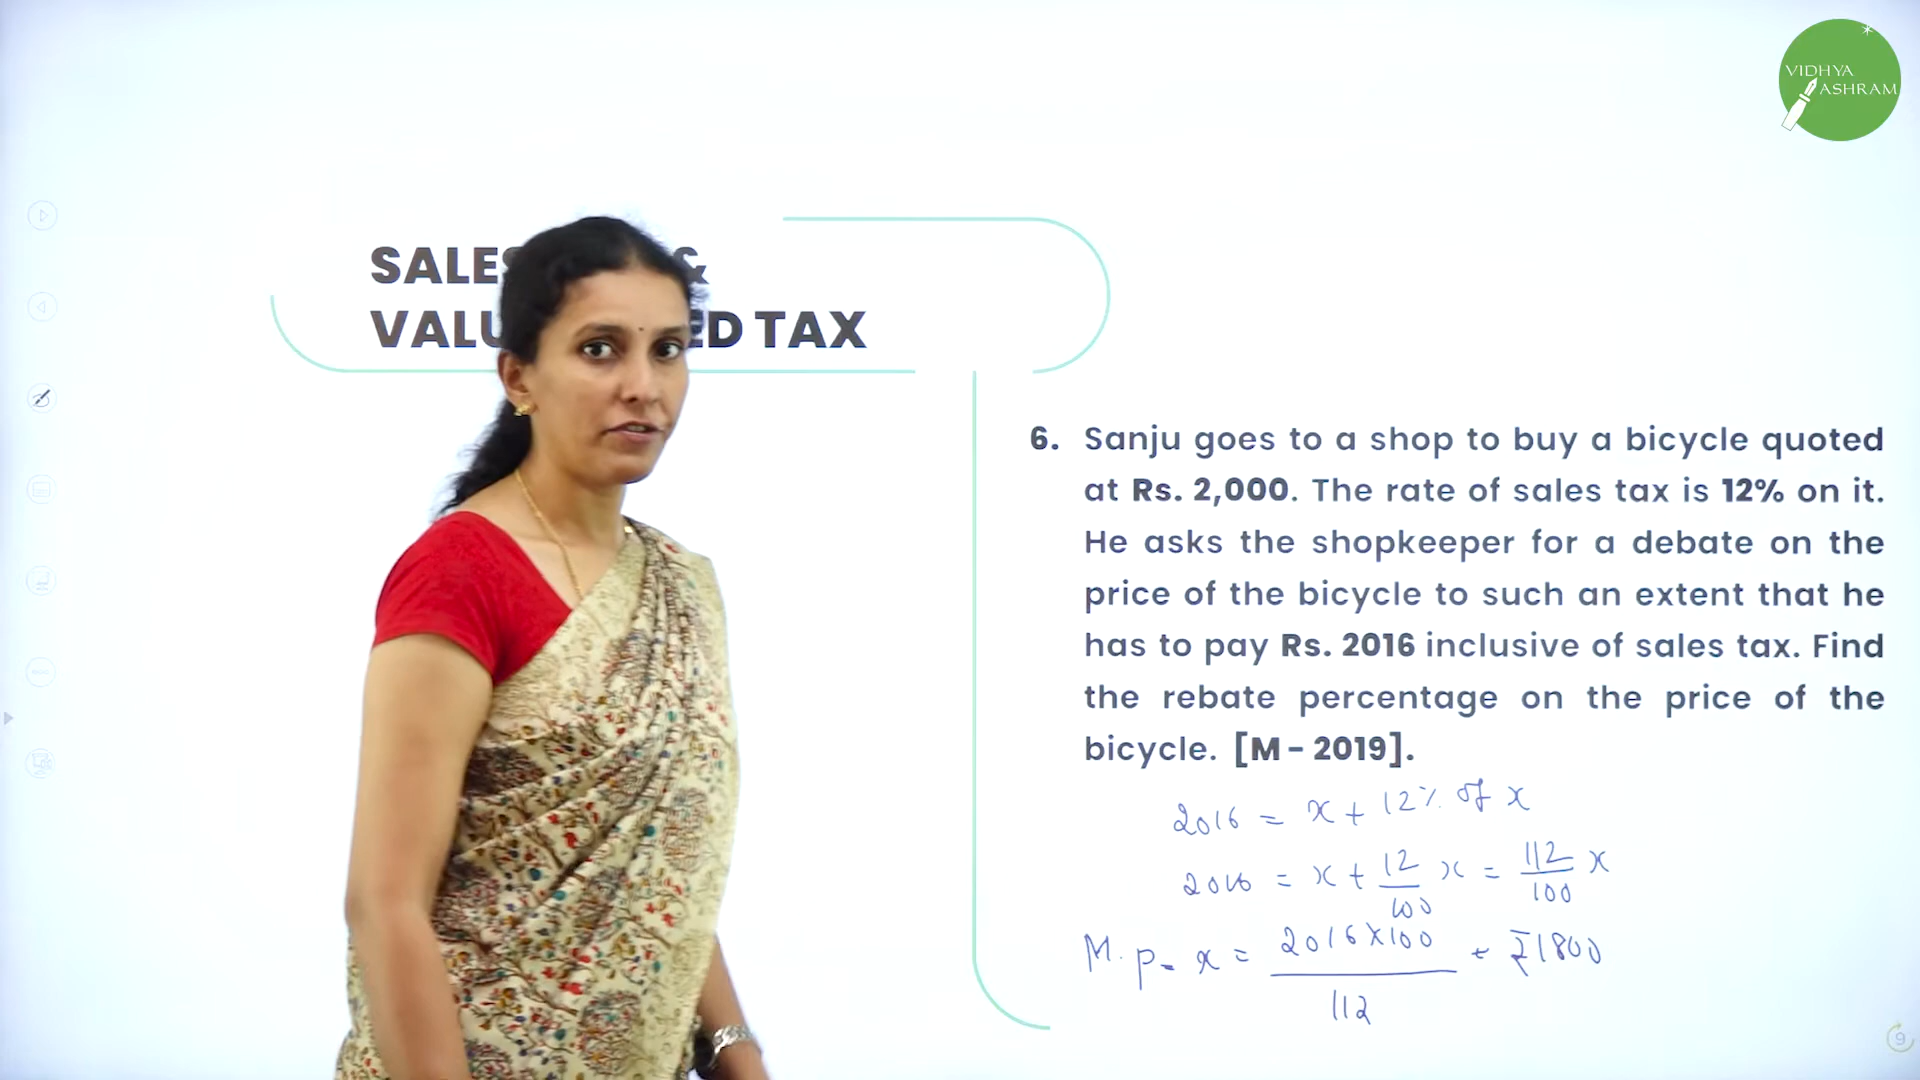 VIDHYA
ASHRAM
SALES &
ED TAX
6. Sanju goes to a shop to buy a bicycle quoted
at Rs. 2,000. The rate of sales tax is 12% on it.
He asks the shopkeeper for a debate on the
price of the bicycle to such an extent that he
has to pay Rs. 2016 inclusive of sales tax. Find
the rebate percentage on the price of the
bicycle. [M - 2019].
2016 = x + 12% of x
2016 = x + 12/100 x = 112/100 x
M.P = x = 2016 X 100 / 112 = ₹1800
9